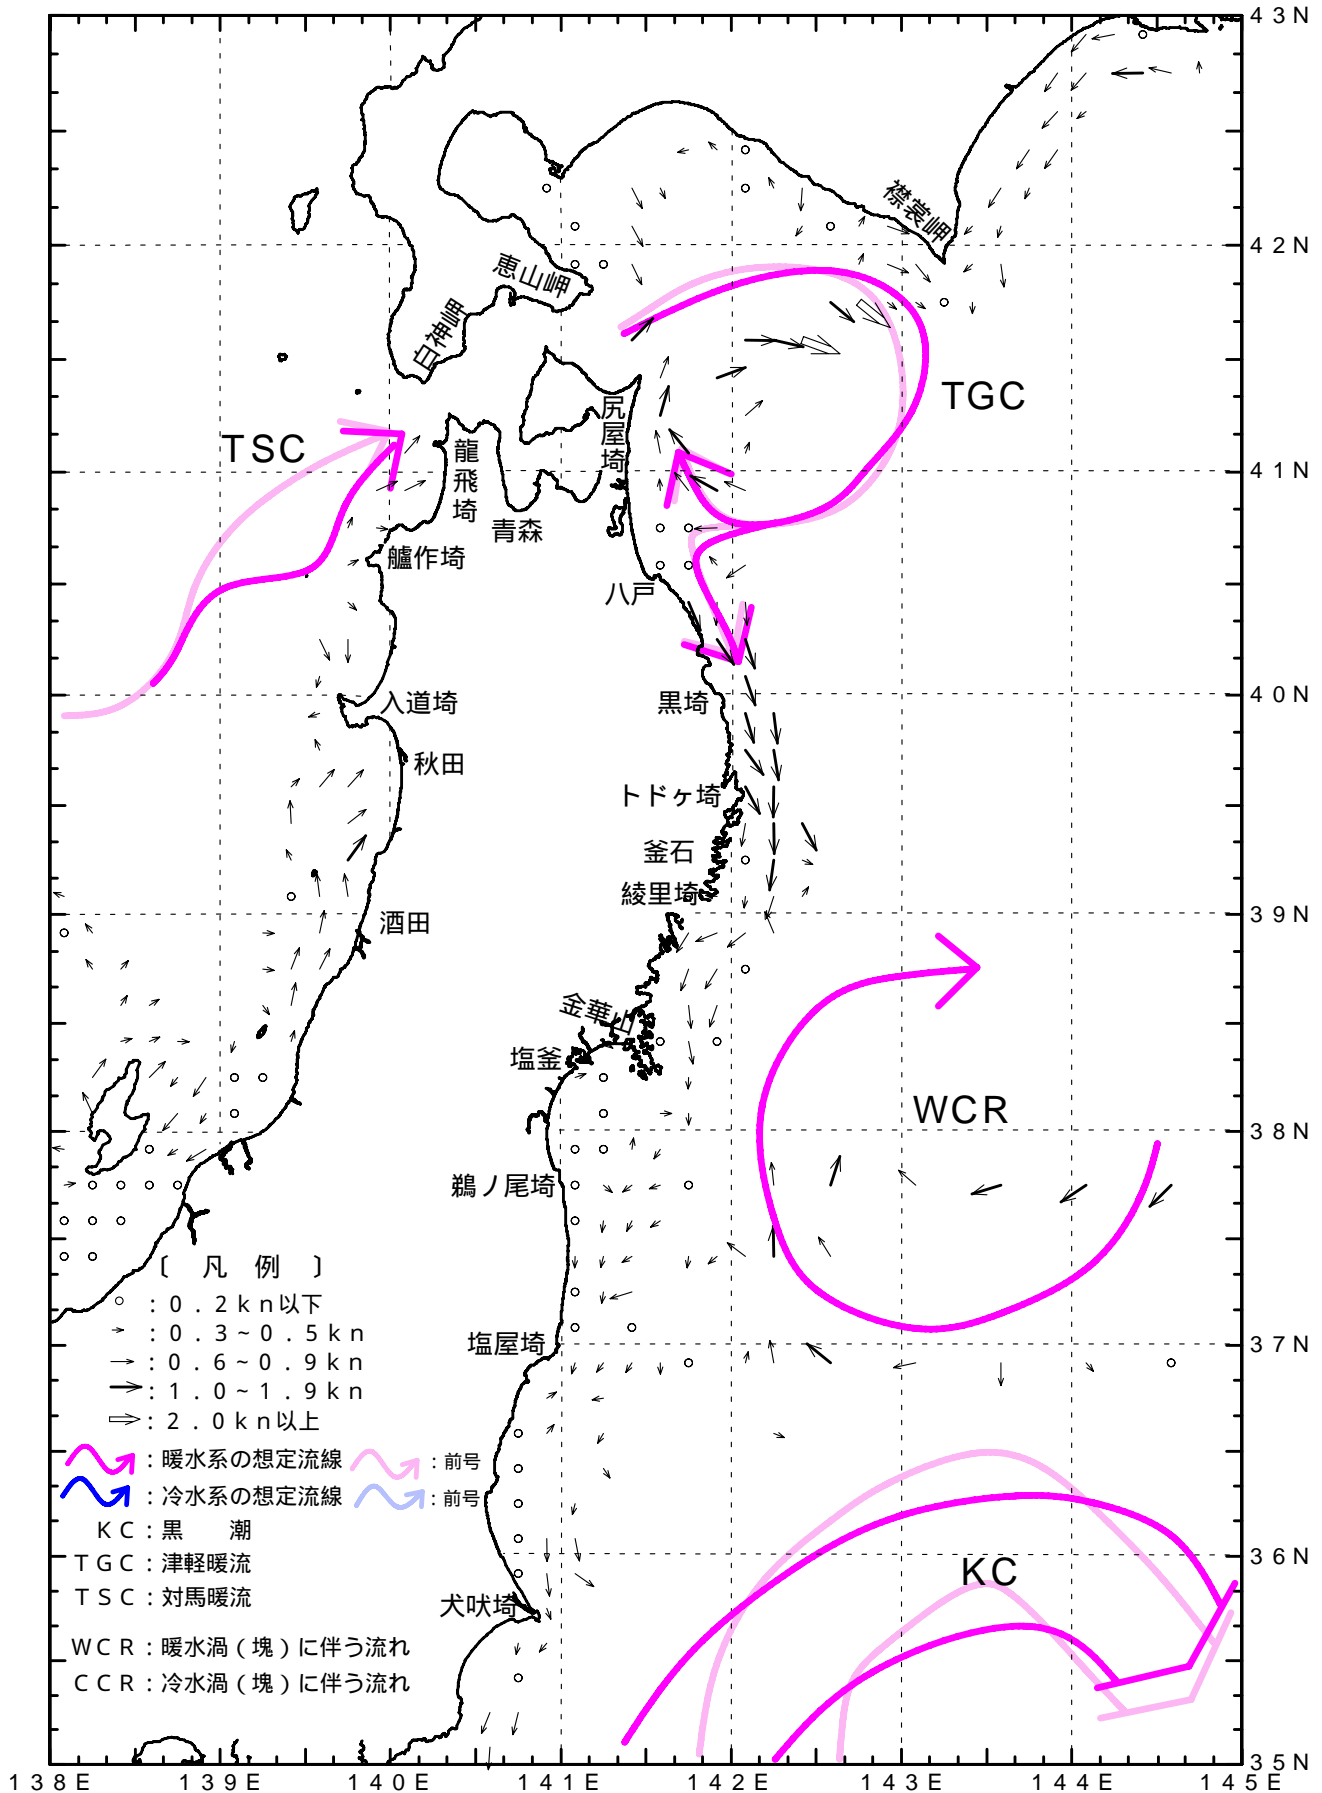 43N
襟裳岬
42N
恵山岬
白神岬
TGC
尻屋埼
TSC
龍飛埼
41N
青森
艫作埼
八戸
40N
入道埼
黒埼
秋田
トドヶ埼
釜石
綾里埼
39N
酒田
金華山
塩釜
WCR
38N
鵜ノ尾埼
〔 凡 例 〕
○:0.2kn以下
:0.3~0.5kn
:0.6~0.9kn
:1.0~1.9kn
:2.0kn以上
37N
塩屋埼
:暖水系の想定流線 :前号
:冷水系の想定流線 :前号
KC:黒 潮
TGC:津軽暖流
TSC:対馬暖流
WCR:暖水渦(塊)に伴う流れ
CCR:冷水渦(塊)に伴う流れ
36N
KC
犬吠埼
35N
138E 139E 140E 141E 142E 143E 144E 145E